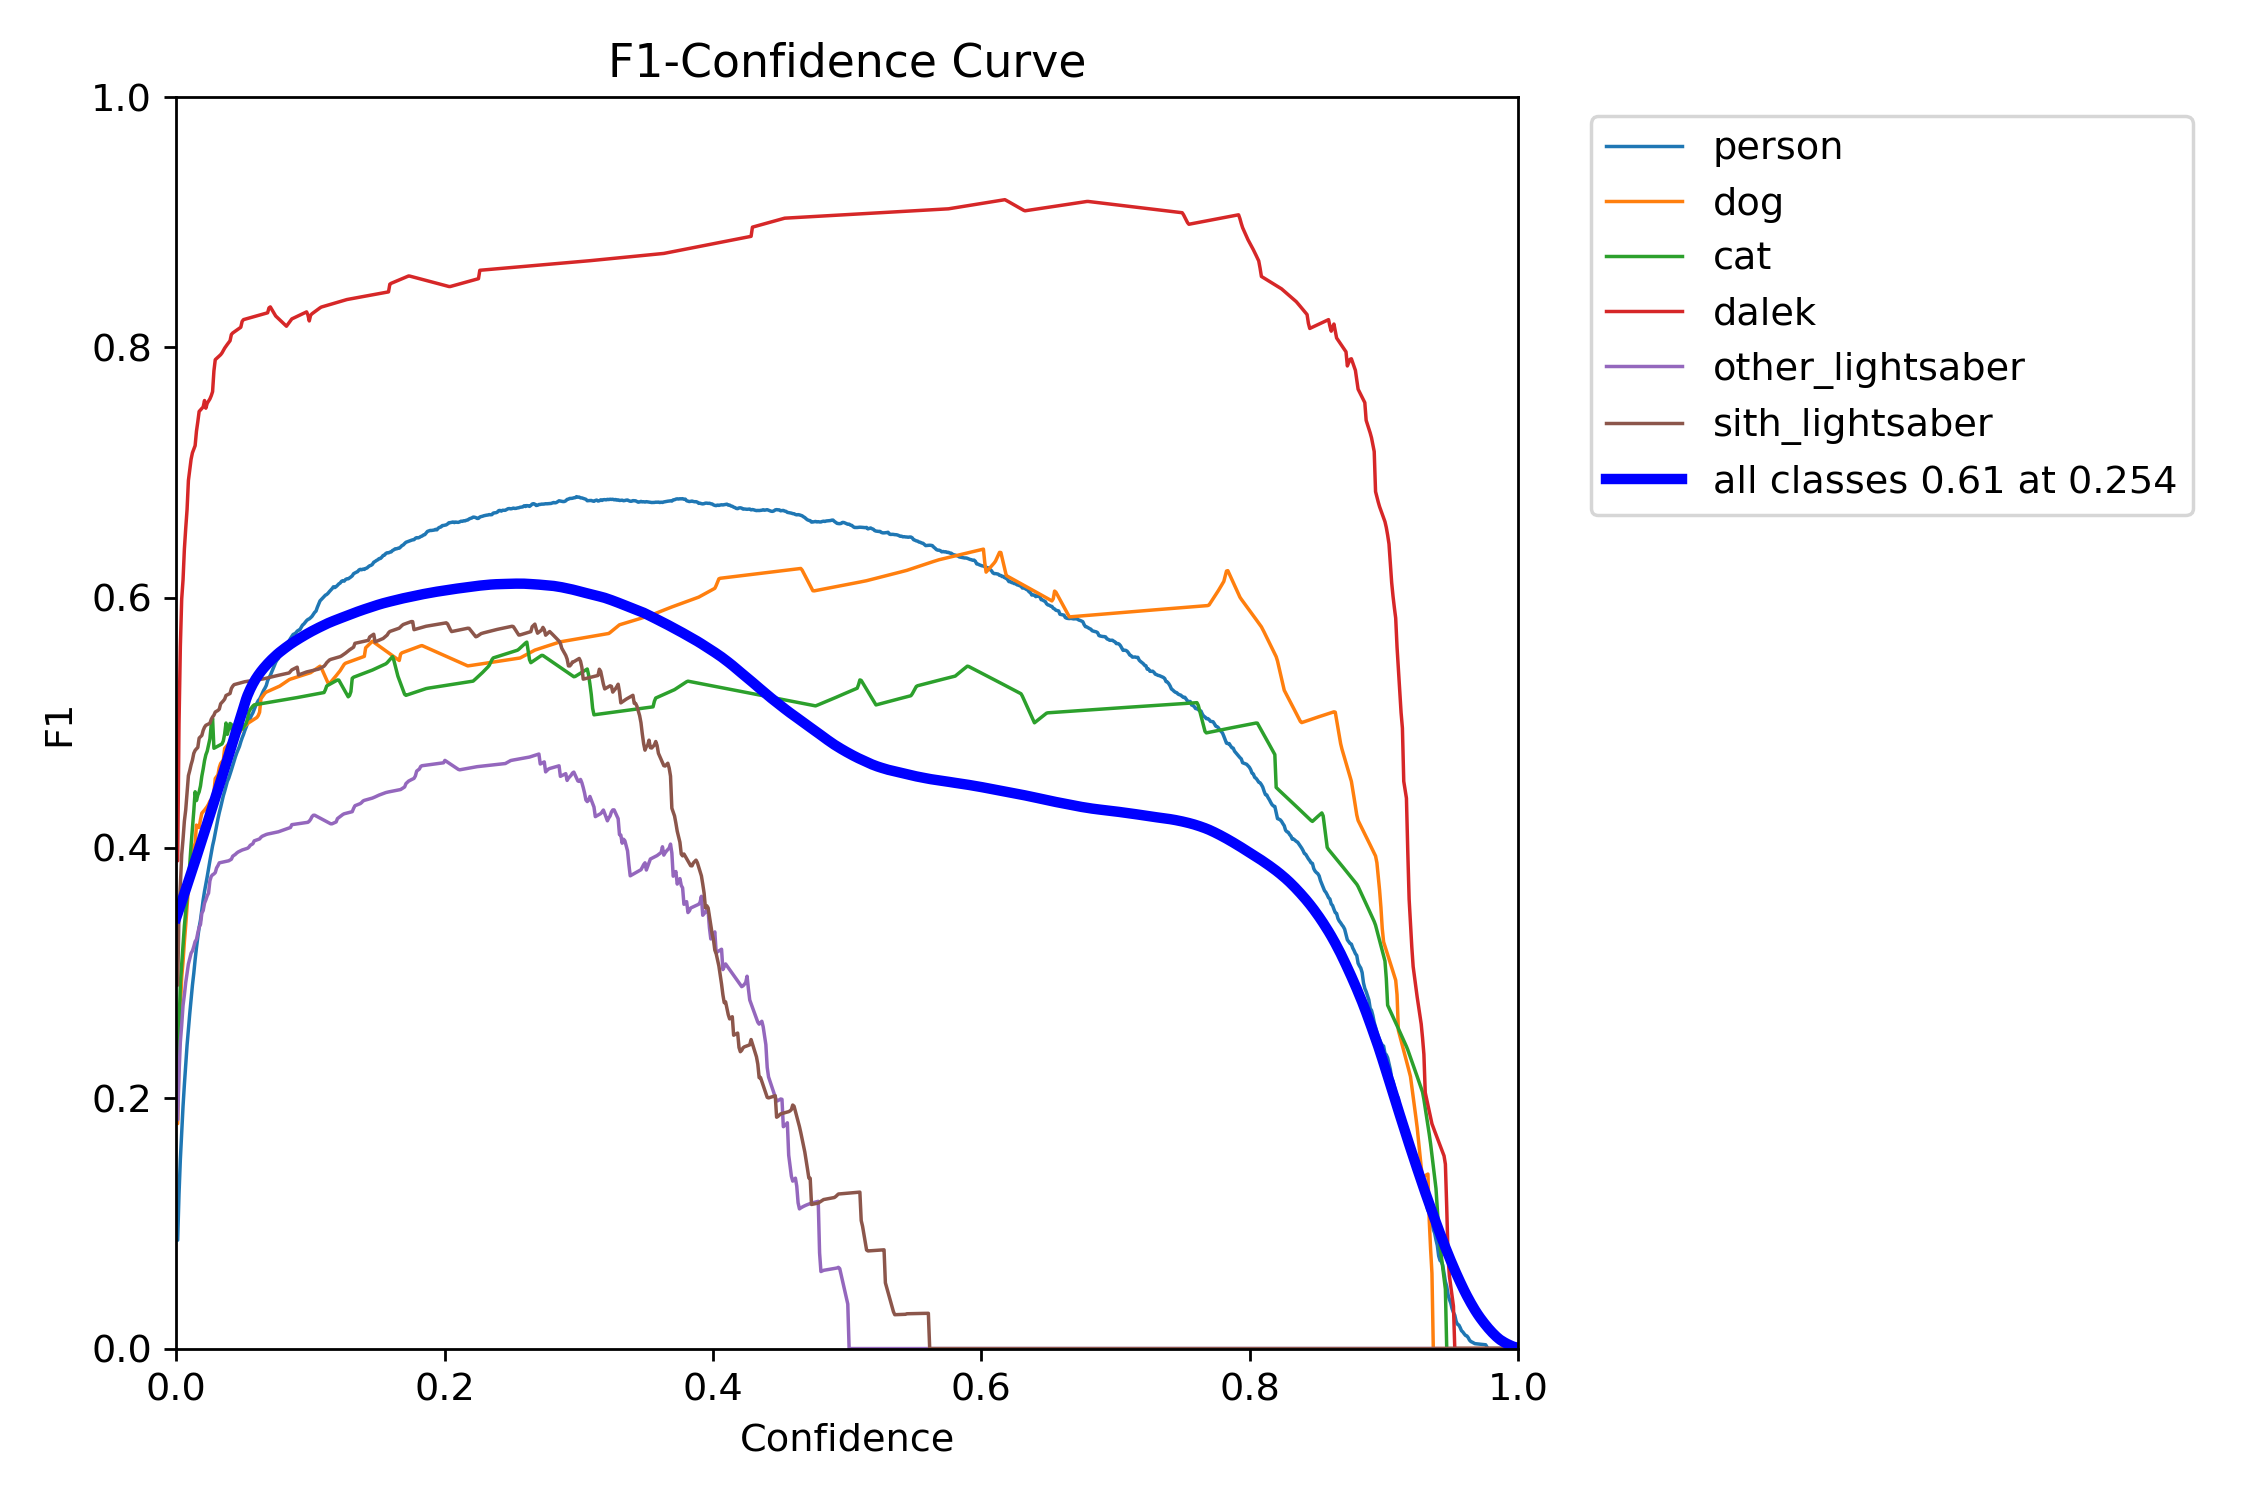 F1-Confidence Curve
1.0
0.8
0.6
0.4
0.2
0.0
F1
0.0 0.2 0.4 0.6 0.8 1.0
Confidence
person
dog
cat
dalek
other_lightsaber
sith_lightsaber
all classes 0.61 at 0.254